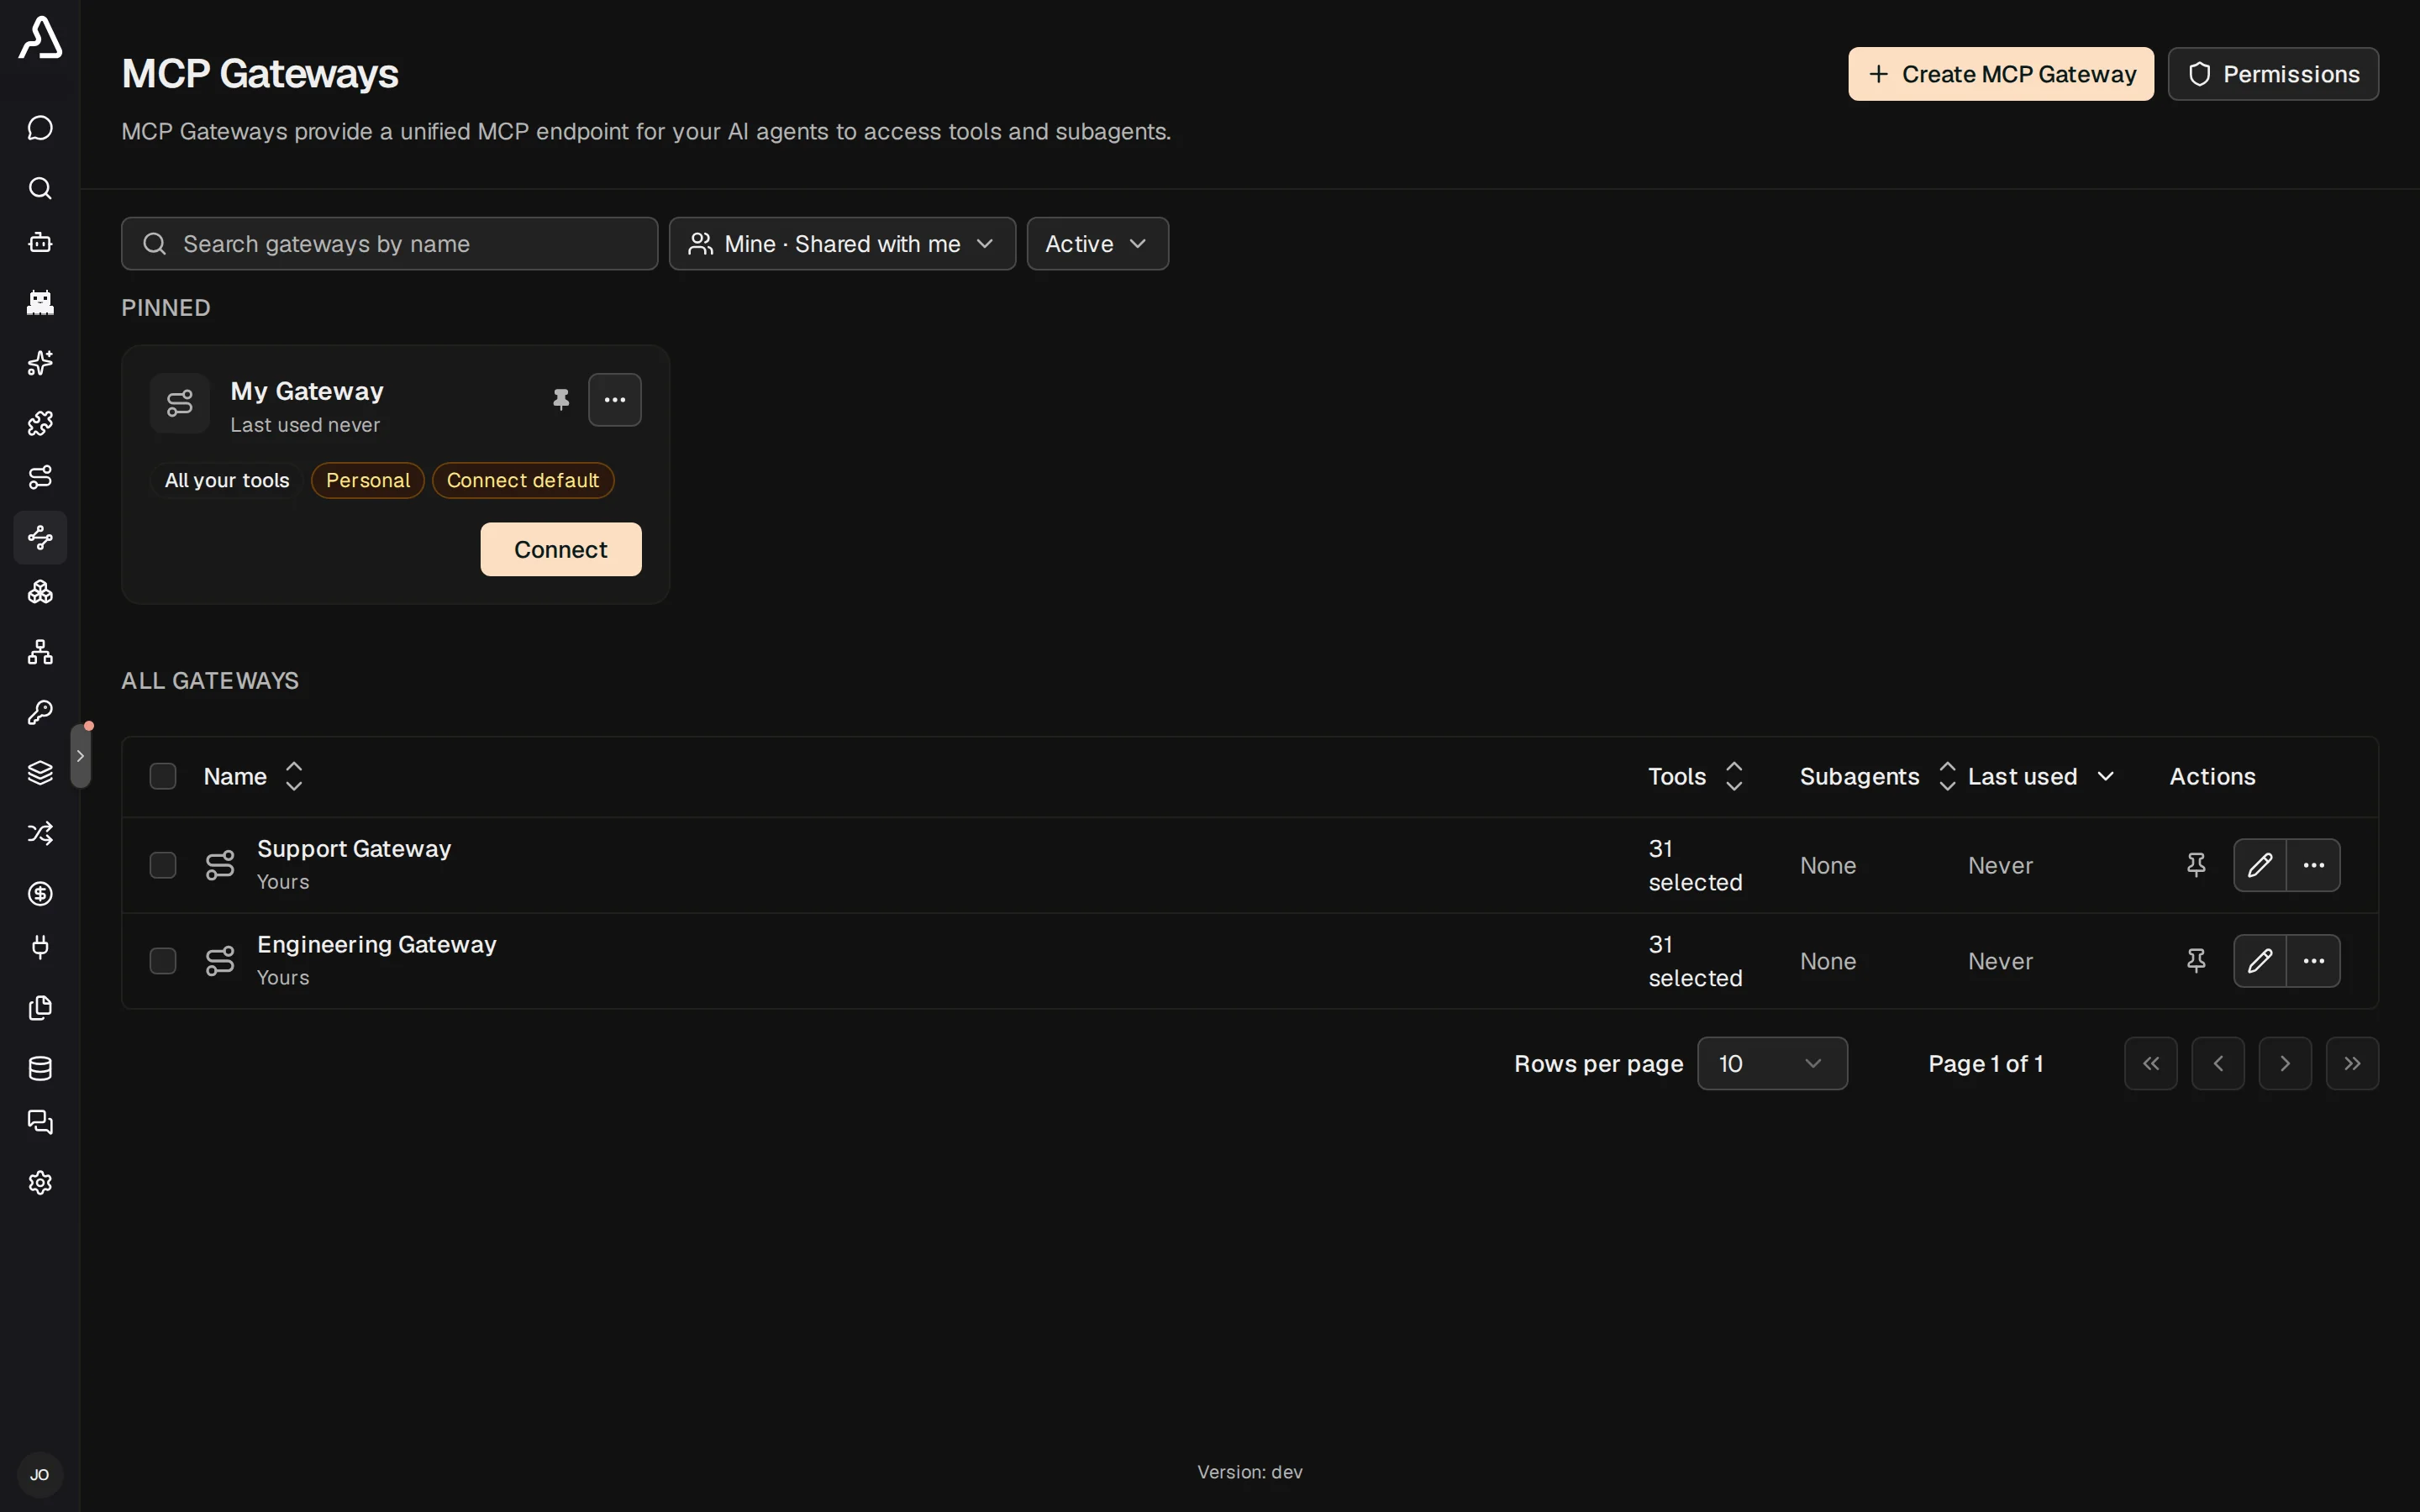 MCP Gateways
Create MCP Gateway
Permissions
MCP Gateways provide a unified MCP endpoint for your AI agents to access tools and subagents.
Search gateways by name
Mine · Shared with me
Active
PINNED
My Gateway
Last used never
All your tools
Personal
Connect default
Connect
ALL GATEWAYS
Name
Tools
Subagents
Last used
Actions
Support Gateway
Yours
31
selected
None
Never
Engineering Gateway
Yours
31
selected
None
Never
Rows per page
10
Page 1 of 1
JO
Version: dev